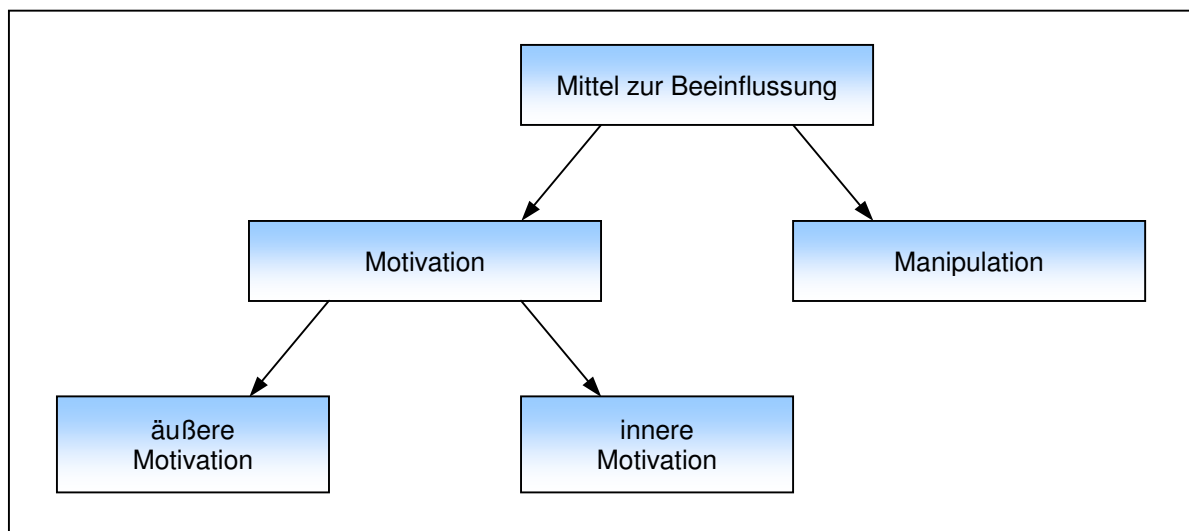 Mittel zur Beeinflussung
Motivation
Manipulation
äußere
Motivation
innere
Motivation